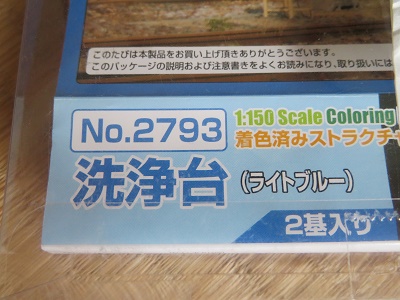 このたびは本製品をお買い上げ頂きありがとうございます。
このパッケージの説明および注意書きをよくお読みになり、取り扱いには
No.2793
1:150 Scale Coloring
着色済みストラクチャ
洗浄台
(ライトブルー)
2基入り